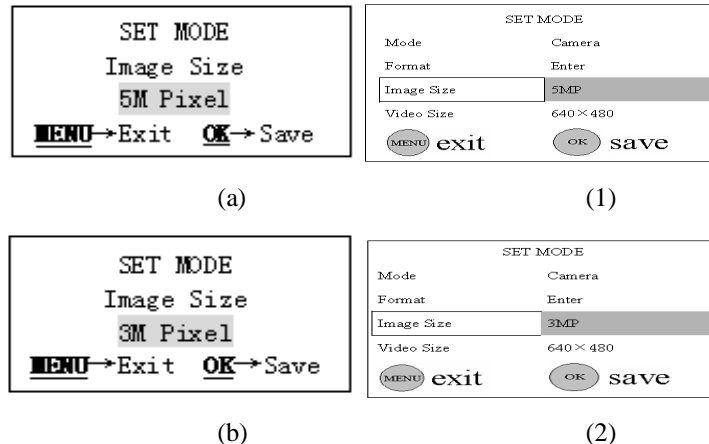 SET MODE
Image Size
5M Pixel
MENU→Exit OK→Save
(a)
SET MODE
Mode Camera
Format Enter
Image Size 5MP
Video Size 640×480
MENU exit OK save
(1)
SET MODE
Image Size
3M Pixel
MENU→Exit OK→Save
(b)
SET MODE
Mode Camera
Format Enter
Image Size 3MP
Video Size 640×480
MENU exit OK save
(2)